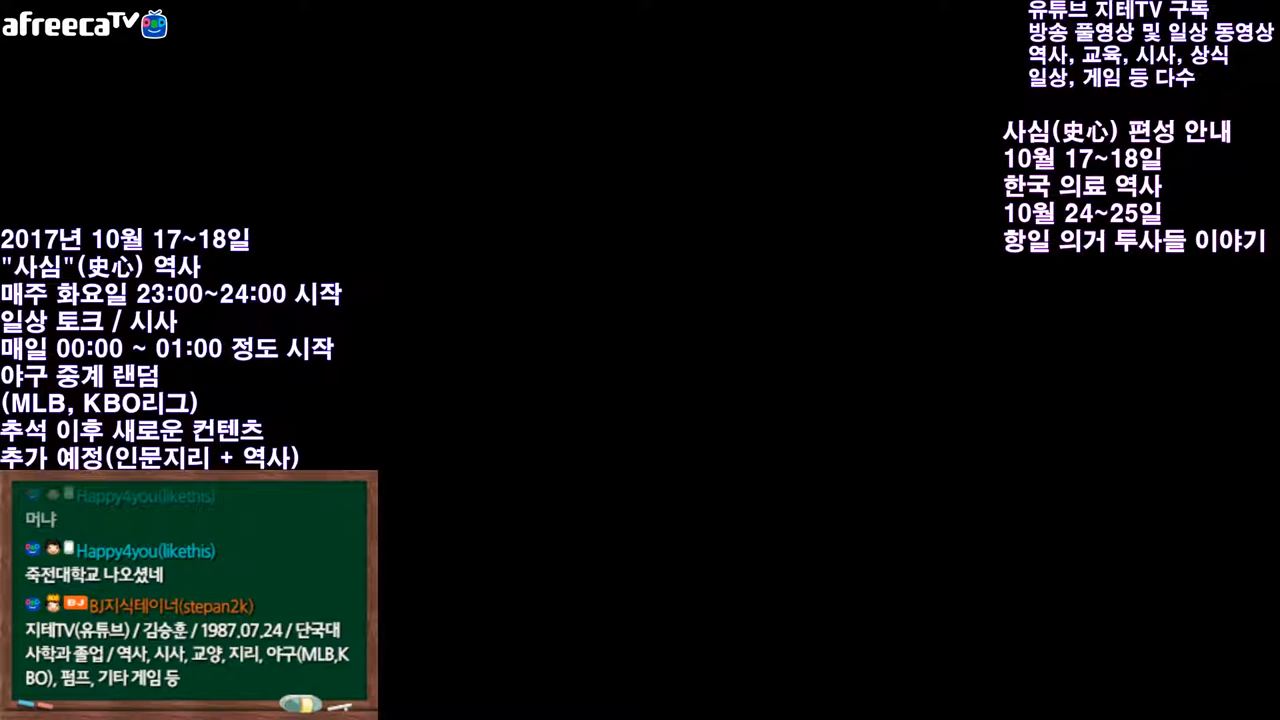 afreecaTV
유튜브 지테TV 구독
방송 풀영상 및 일상 동영상
역사, 교육, 시사, 상식
일상, 게임 등 다수
사심(史心) 편성 안내
10월 17~18일
한국 의료 역사
10월 24~25일
항일 의거 투사들 이야기
2017년 10월 17~18일
"사심"(史心) 역사
매주 화요일 23:00~24:00 시작
일상 토크 / 시사
매일 00:00 ~ 01:00 정도 시작
야구 중계 랜덤
(MLB, KBO리그)
추석 이후 새로운 컨텐츠
추가 예정(인문지리 + 역사)
Happy4you(likethis)
머냐
Happy4you(likethis)
죽전대학교 나오셨네
BJ BJ지식테이너(stepan2k)
지테TV(유튜브) / 김승훈 / 1987.07.24 / 단국대
사학과 졸업 / 역사, 시사, 교양, 지리, 야구(MLB,K
BO), 펌프, 기타 게임 등